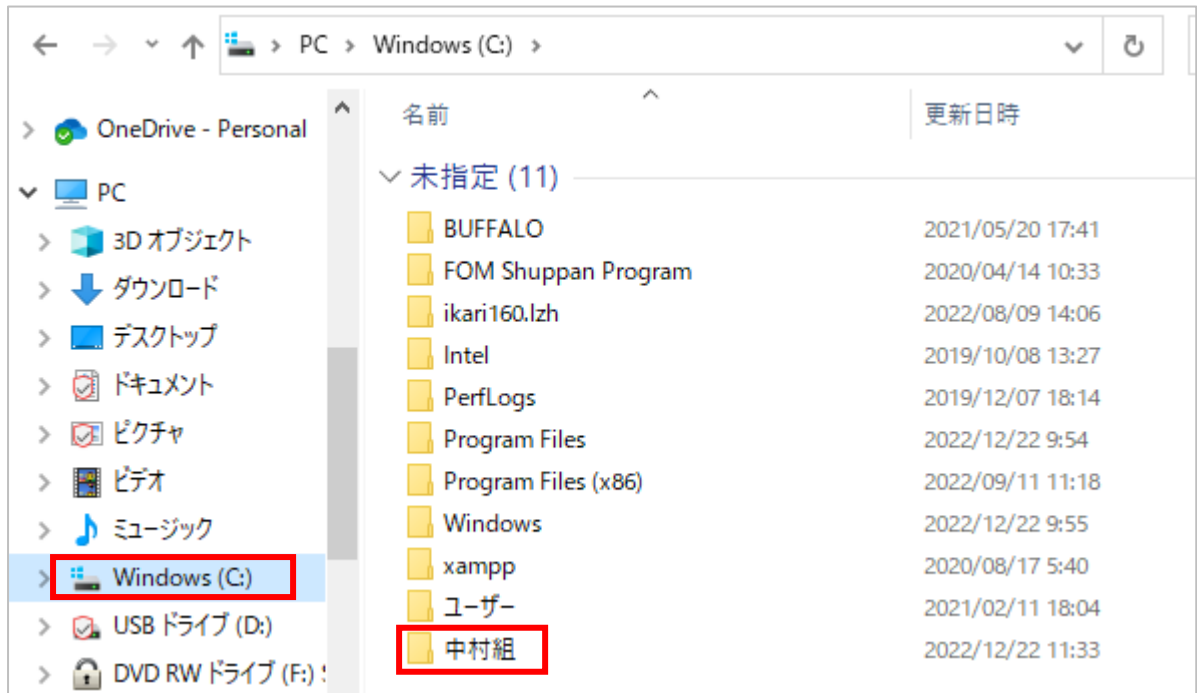 PC > Windows (C:) >
OneDrive - Personal
PC
3D オブジェクト
ダウンロード
デスクトップ
ドキュメント
ピクチャ
ビデオ
ミュージック
Windows (C:)
USB ドライブ (D:)
DVD RW ドライブ (F:)
名前 更新日時
未指定 (11)
BUFFALO 2021/05/20 17:41
FOM Shuppan Program 2020/04/14 10:33
ikari160.lzh 2022/08/09 14:06
Intel 2019/10/08 13:27
PerfLogs 2019/12/07 18:14
Program Files 2022/12/22 9:54
Program Files (x86) 2022/09/11 11:18
Windows 2022/12/22 9:55
xampp 2020/08/17 5:40
ユーザー 2021/02/11 18:04
中村組 2022/12/22 11:33